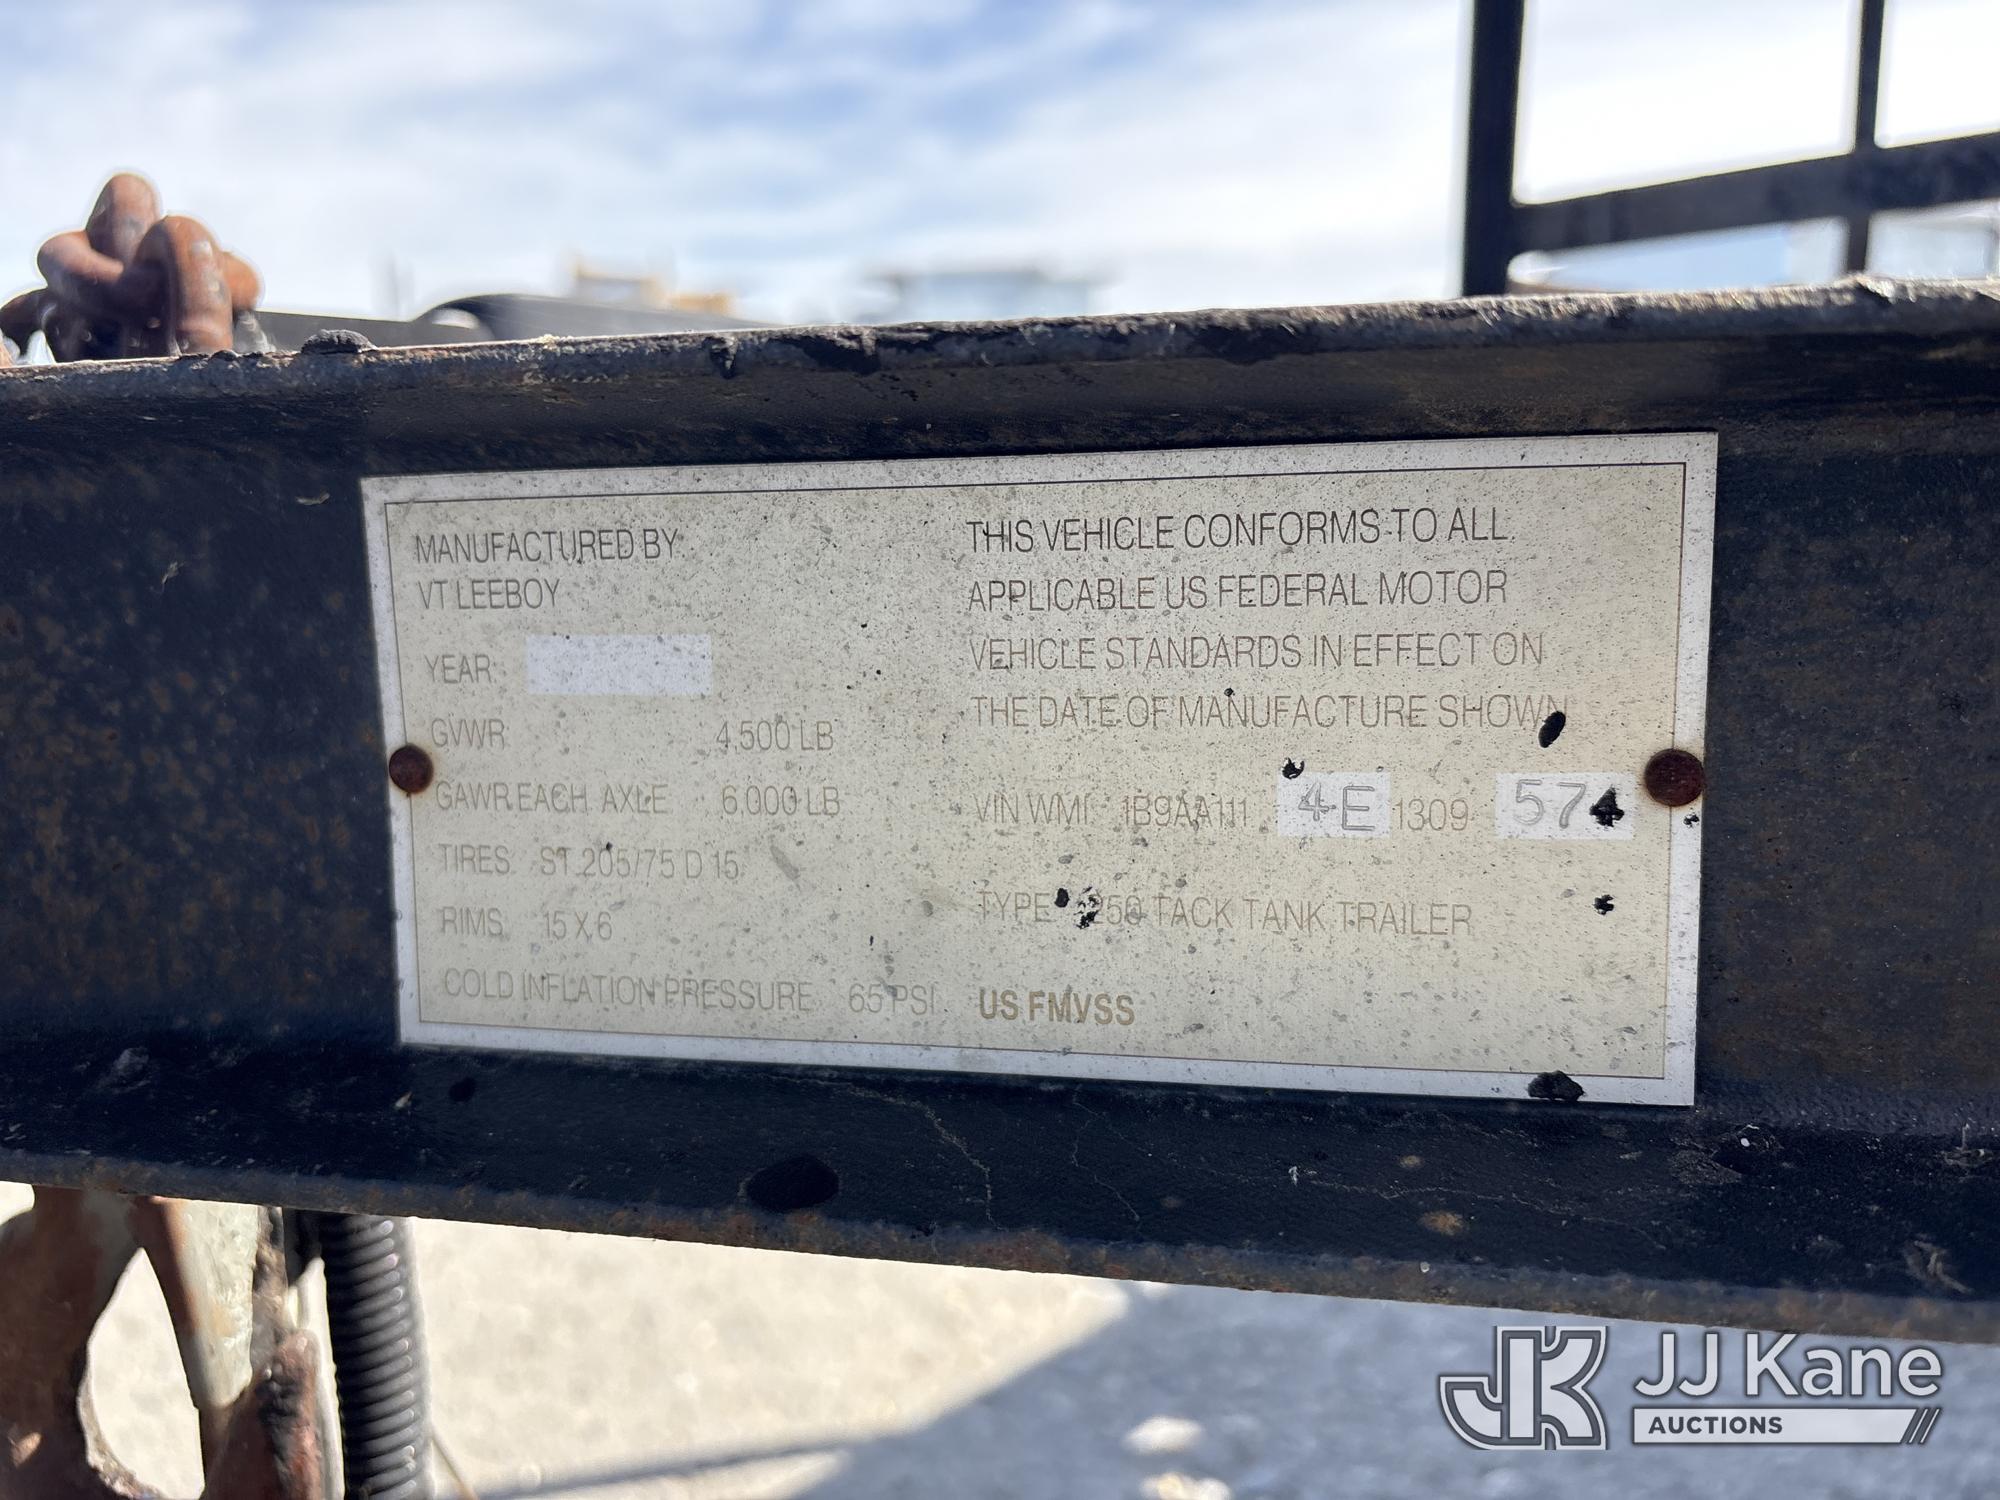 MANUFACTURED BY
VT LEEBOY
YEAR:
GVWR 4,500 LB
GAWR EACH AXLE 6,000 LB
TIRES ST 205/75 D 15
RIMS 15 X 6
COLD INFLATION PRESSURE 65 PSI
THIS VEHICLE CONFORMS TO ALL
APPLICABLE US FEDERAL MOTOR
VEHICLE STANDARDS IN EFFECT ON
THE DATE OF MANUFACTURE SHOWN
VIN WMI 1B9AA111 4E 1309 574
TYPE 250 TACK TANK TRAILER
US FMVSS
JJ Kane
AUCTIONS